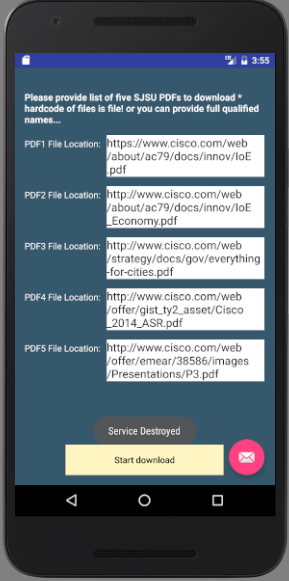 3:55
Please provide list of five SJSU PDFs to download *
hardcode of files is file! or you can provide full qualified
names...
PDF1 File Location:
https://www.cisco.com/web
/about/ac79/docs/innov/IoE
.pdf
PDF2 File Location:
http://www.cisco.com/web
/about/ac79/docs/innov/IoE
_Economy.pdf
PDF3 File Location:
http://www.cisco.com/web
/strategy/docs/gov/everything
-for-cities.pdf
PDF4 File Location:
http://www.cisco.com/web
/offer/gist_ty2_asset/Cisco
_2014_ASR.pdf
PDF5 File Location:
http://www.cisco.com/web
/offer/emear/38586/images
/Presentations/P3.pdf
Service Destroyed
Start download